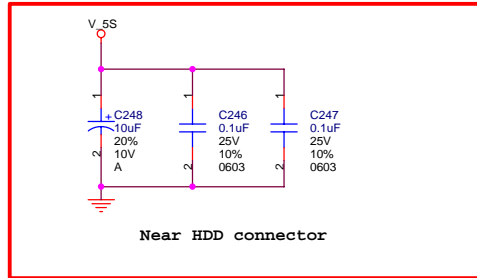 V_5S
1
+
C248
10uF
20%
10V
A
2
1
C246
0.1uF
25V
10%
0603
2
1
C247
0.1uF
25V
10%
0603
2
Near HDD connector